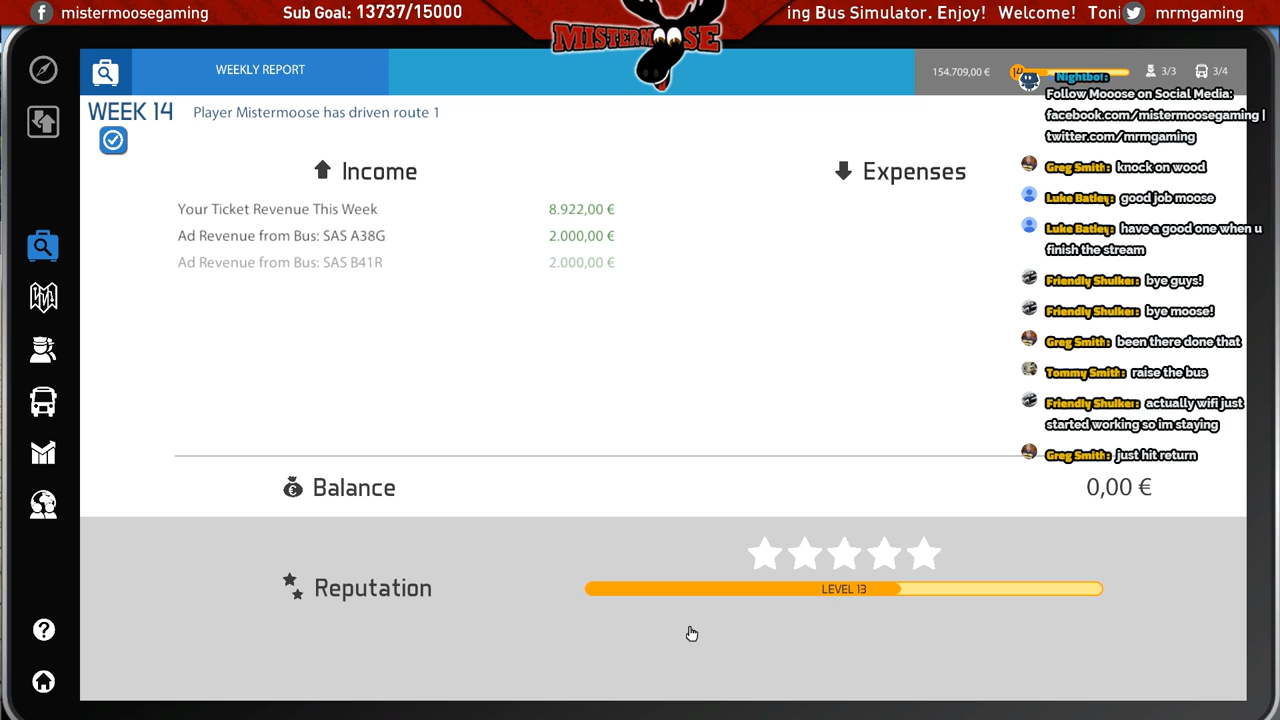 mistermoosegaming
Sub Goal: 13737/15000
MISTERMOOSE
ing Bus Simulator. Enjoy! Welcome! Toni
mrmgaming
WEEKLY REPORT
154.709,00 €
14
3/3
3/4
WEEK 14
Player Mistermoose has driven route 1
Income
Expenses
Your Ticket Revenue This Week 8.922,00 €
Ad Revenue from Bus: SAS A38G 2.000,00 €
Ad Revenue from Bus: SAS B41R 2.000,00 €
Balance
0,00 €
Reputation
LEVEL 13
Nightbot:
Follow Mooose on Social Media:
facebook.com/mistermoosegaming |
twitter.com/mrmgaming
Greg Smith: knock on wood
Luke Batley: good job moose
Luke Batley: have a good one when u
finish the stream
Friendly Shulker: bye guys!
Friendly Shulker: bye moose!
Greg Smith: been there done that
Tommy Smith: raise the bus
Friendly Shulker: actually wifi just
started working so im staying
Greg Smith: just hit return